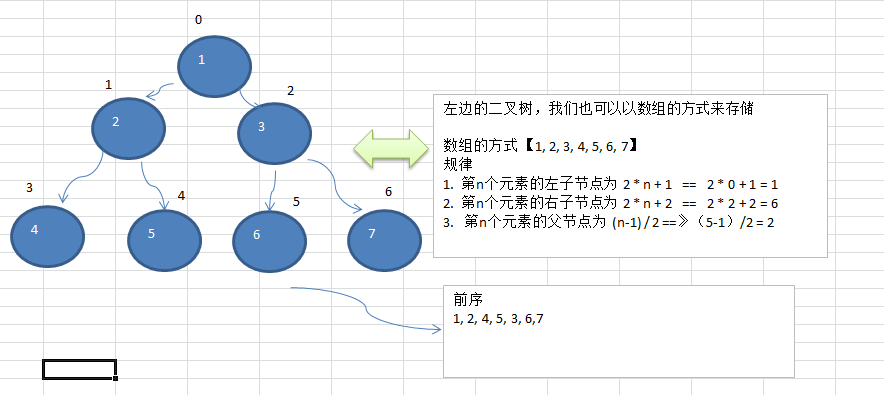 0
1
1
2
2
3
3
4
4
5
5
6
6
7
左边的二叉树，我们也可以以数组的方式来存储
数组的方式【1, 2, 3, 4, 5, 6, 7】
规律
1. 第n个元素的左子节点为 2 * n + 1 == 2 * 0 + 1 = 1
2. 第n个元素的右子节点为 2 * n + 2 == 2 * 2 + 2 = 6
3. 第n个元素的父节点为 (n-1) / 2 ==》（5-1）/2 = 2
前序
1, 2, 4, 5, 3, 6,7